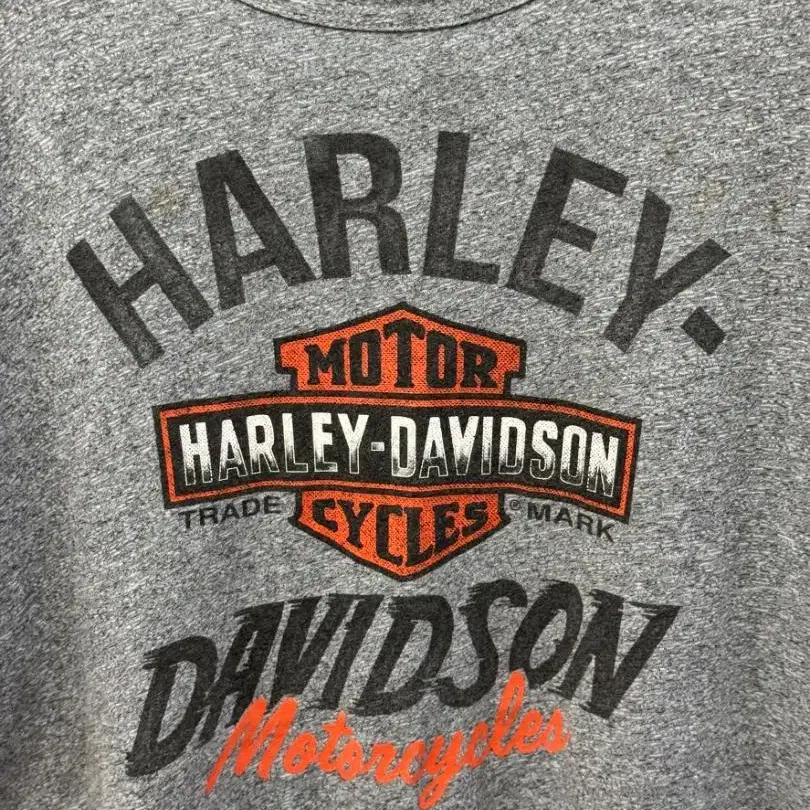 HARLEY-
MOTOR
HARLEY-DAVIDSON
TRADE ® MARK
CYCLES
DAVIDSON
Motorcycles